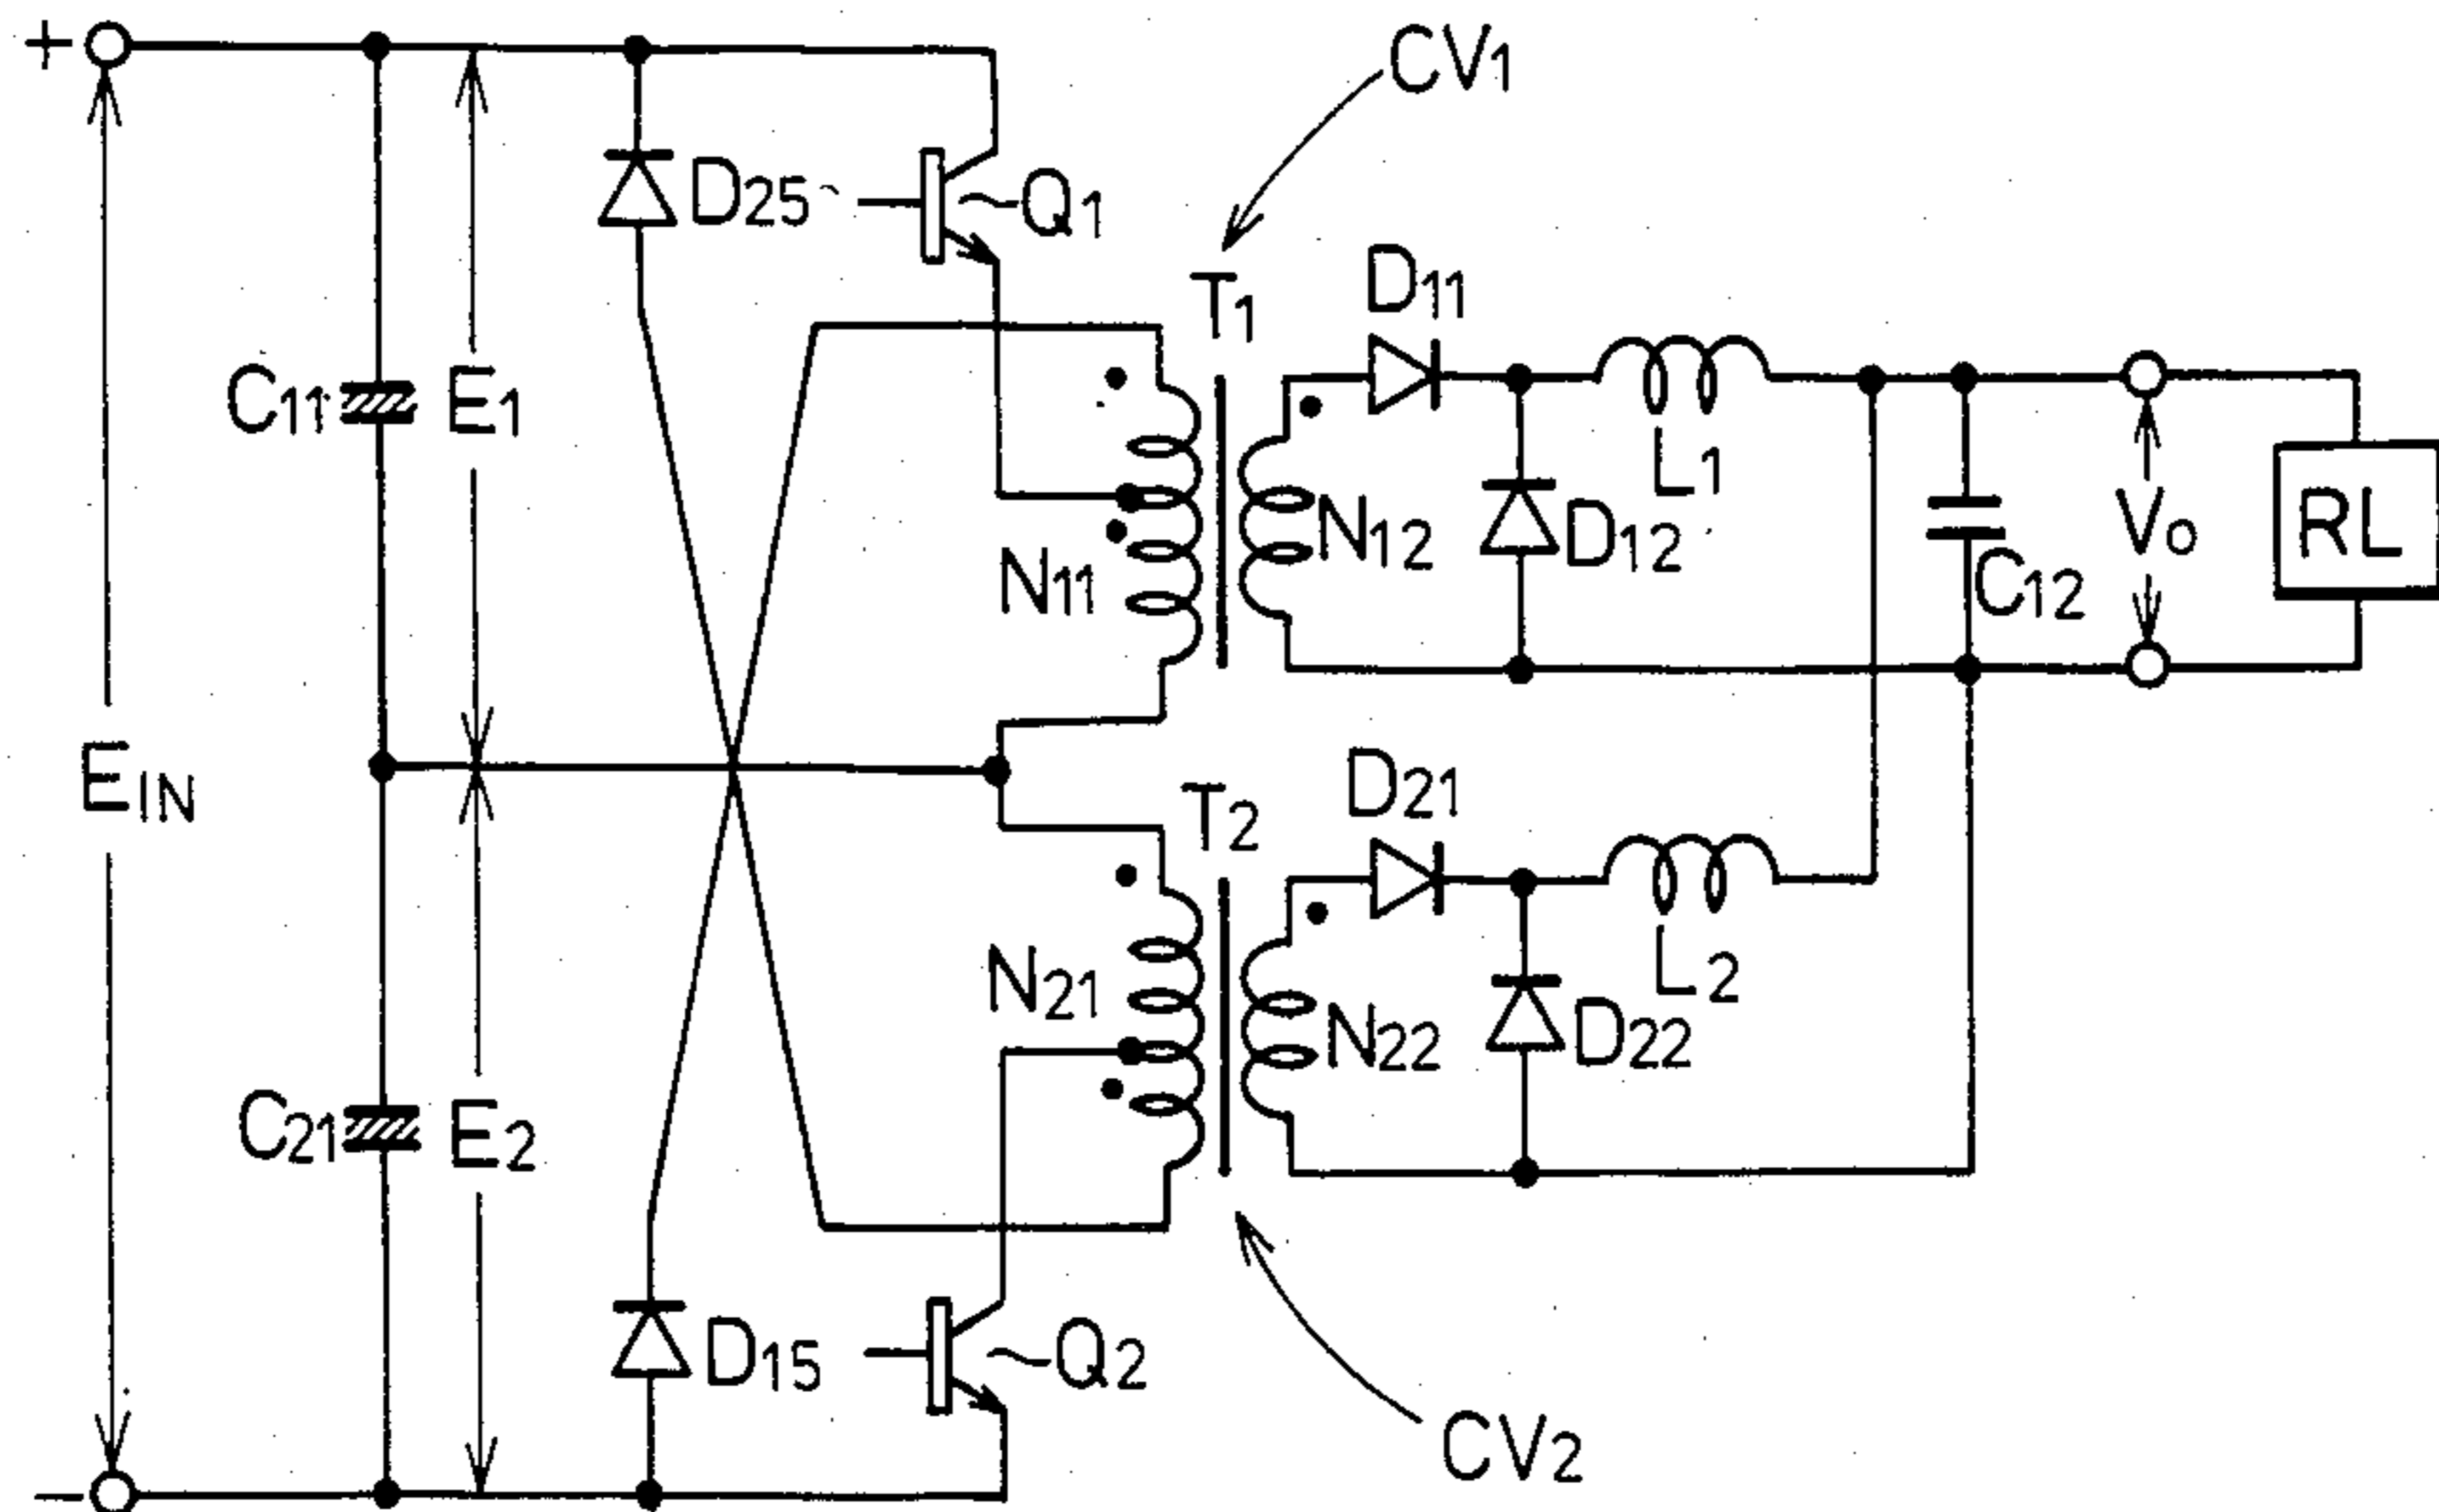 +
CV1
D25
Q1
T1
D11
C11
E1
L1
N12
D12
N11
C12
Vo
RL
EIN
T2
D21
N21
L2
N22
D22
C21
E2
D15
Q2
CV2
−